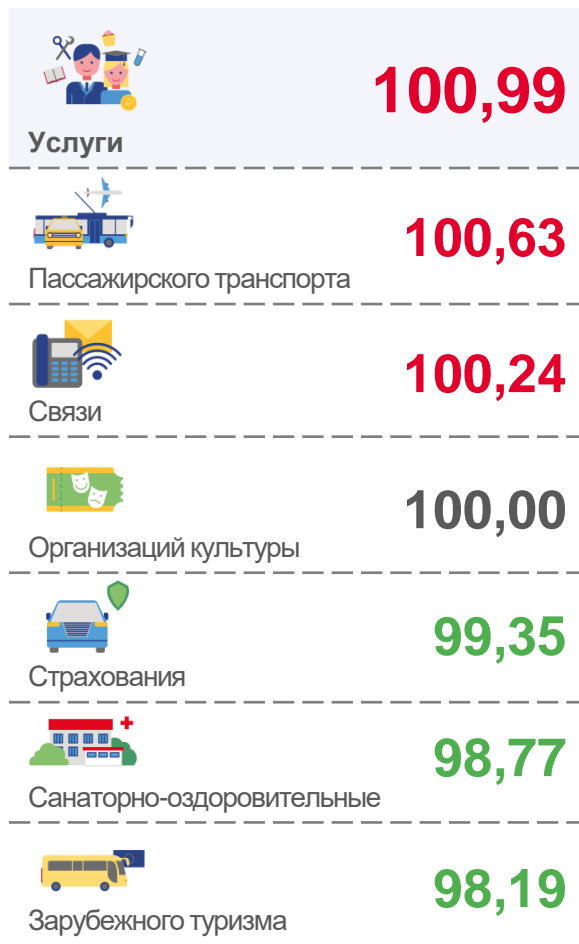 100,99
Услуги
100,63
Пассажирского транспорта
100,24
Связи
100,00
Организаций культуры
99,35
Страхования
98,77
Санаторно-оздоровительные
98,19
Зарубежного туризма